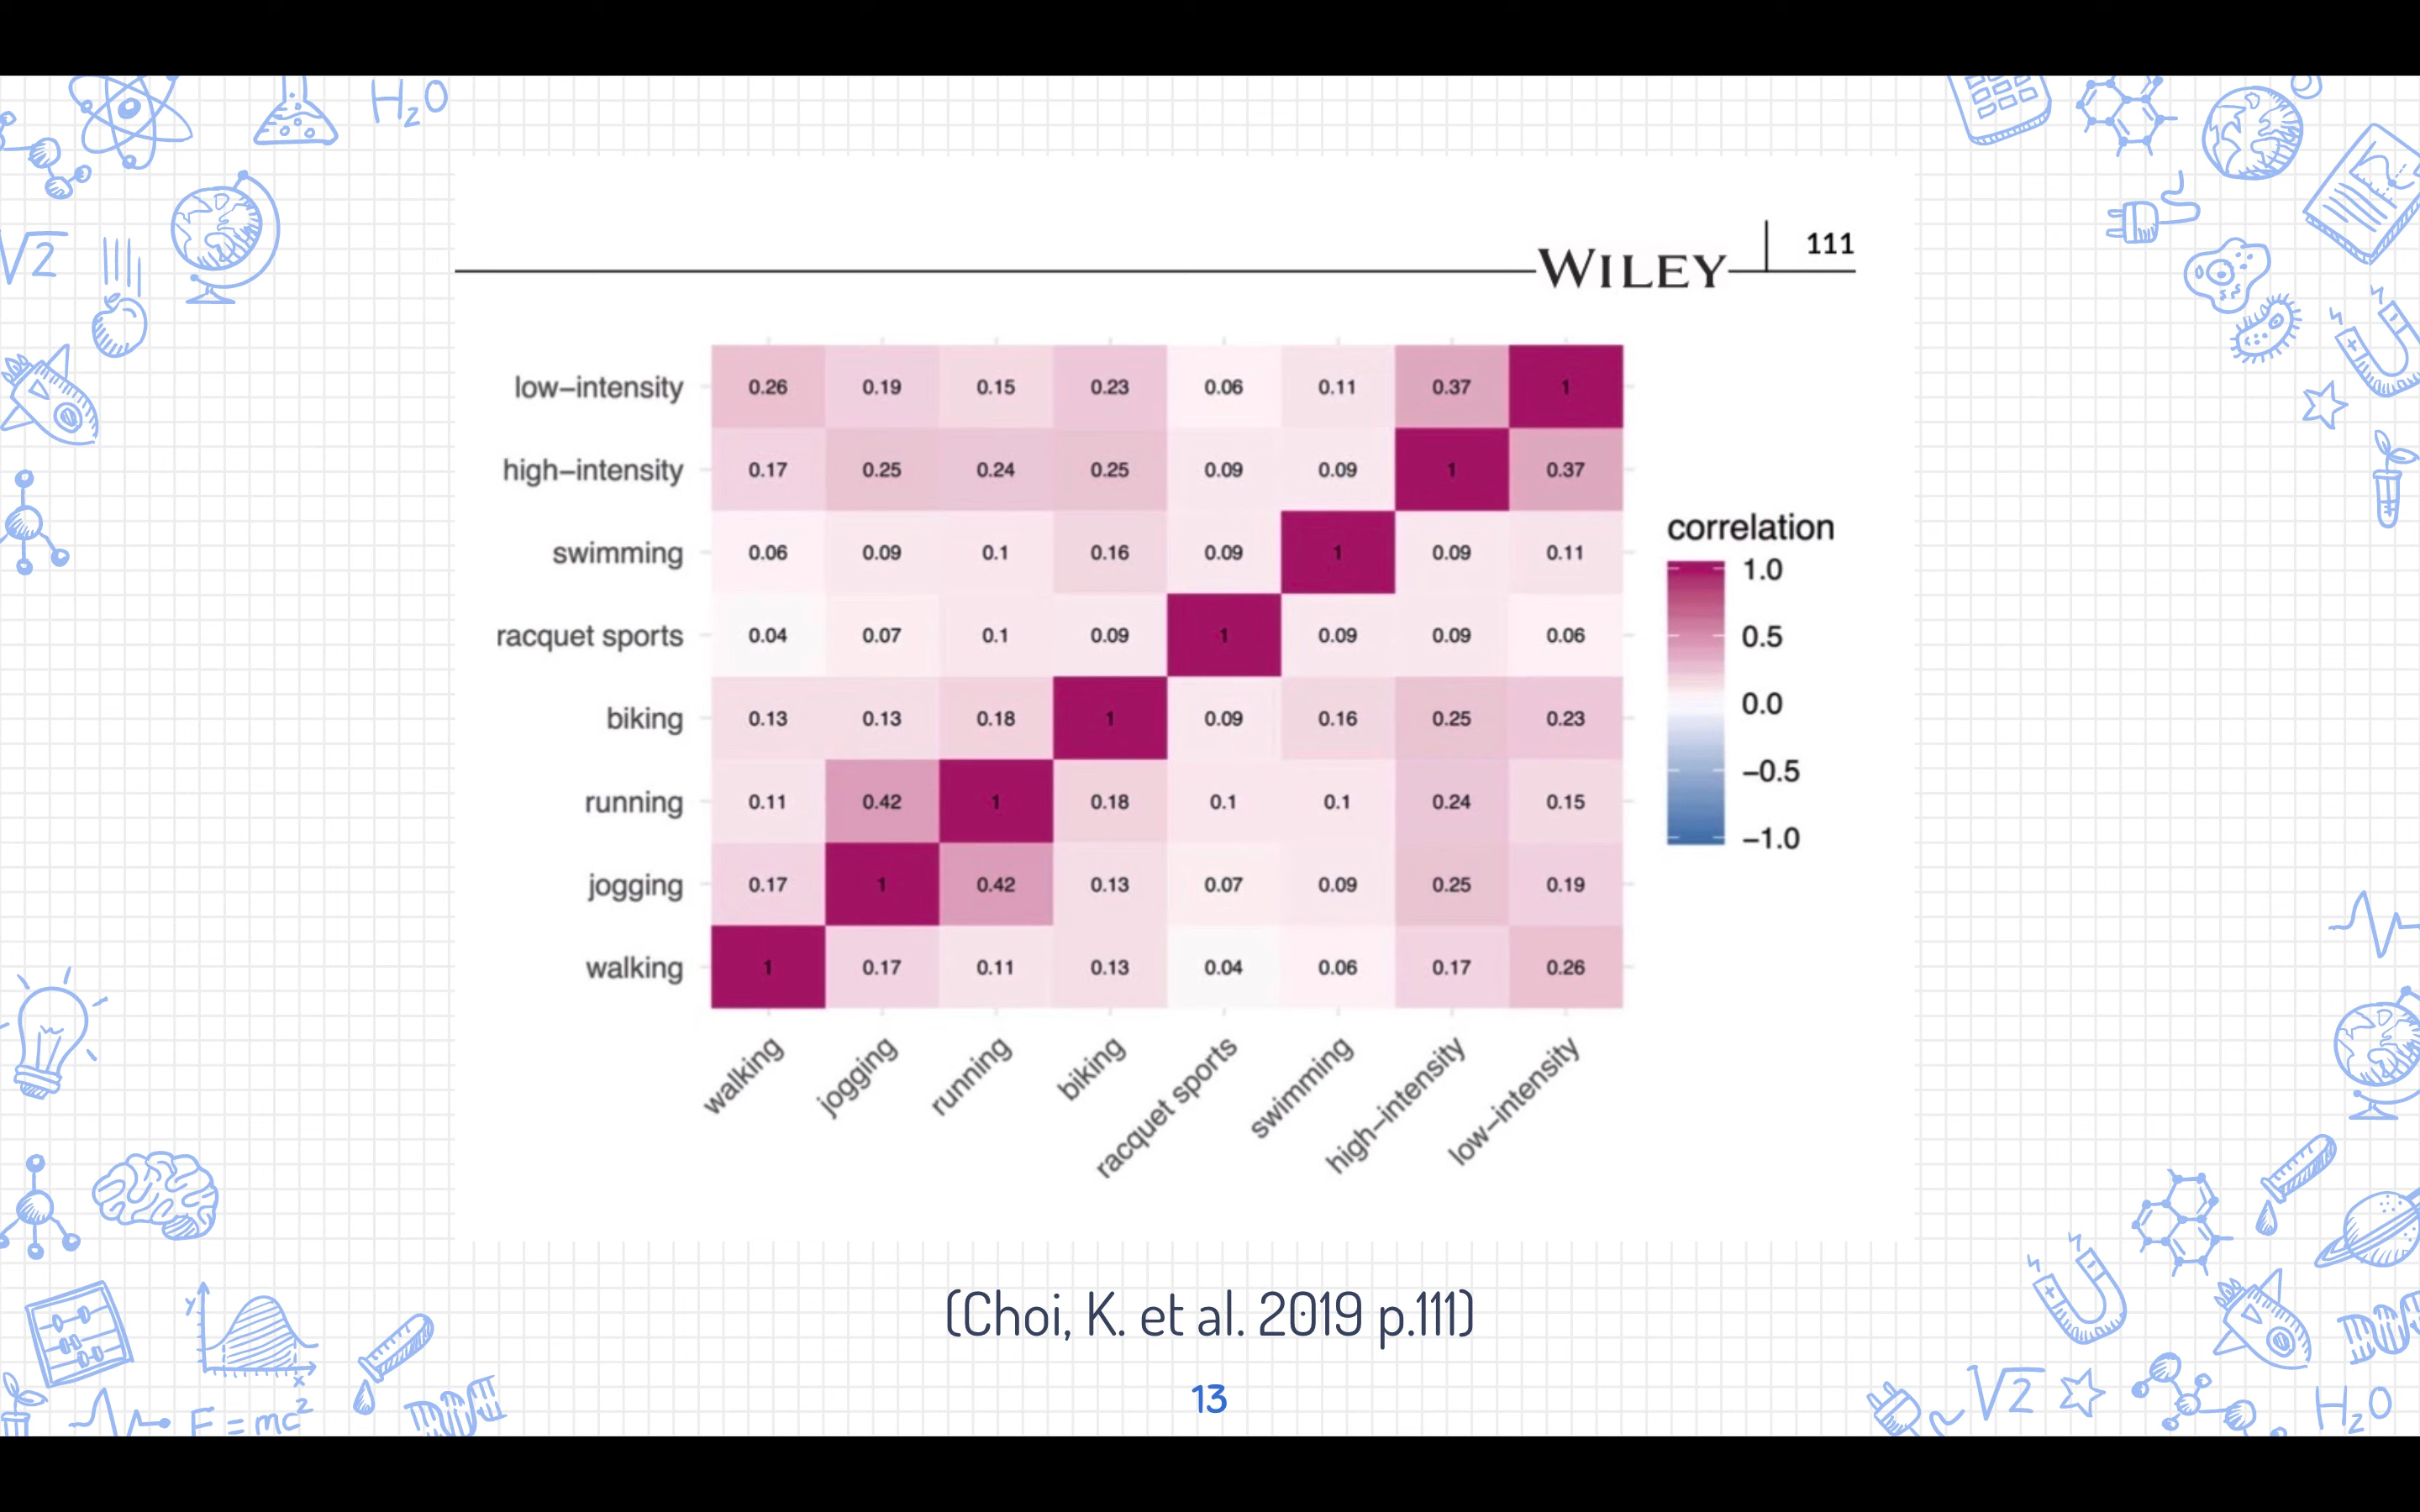 H₂O
√2
WILEY 111
low−intensity 0.26 0.19 0.15 0.23 0.06 0.11 0.37 1
high−intensity 0.17 0.25 0.24 0.25 0.09 0.09 1 0.37
swimming 0.06 0.09 0.1 0.16 0.09 1 0.09 0.11
racquet sports 0.04 0.07 0.1 0.09 1 0.09 0.09 0.06
biking 0.13 0.13 0.18 1 0.09 0.16 0.25 0.23
running 0.11 0.42 1 0.18 0.1 0.1 0.24 0.15
jogging 0.17 1 0.42 0.13 0.07 0.09 0.25 0.19
walking 1 0.17 0.11 0.13 0.04 0.06 0.17 0.26
walking jogging running biking racquet sports swimming high−intensity low−intensity
correlation
1.0
0.5
0.0
−0.5
−1.0
(Choi, K. et al. 2019 p.111)
13
y
x
E=mc²
√2
H₂O